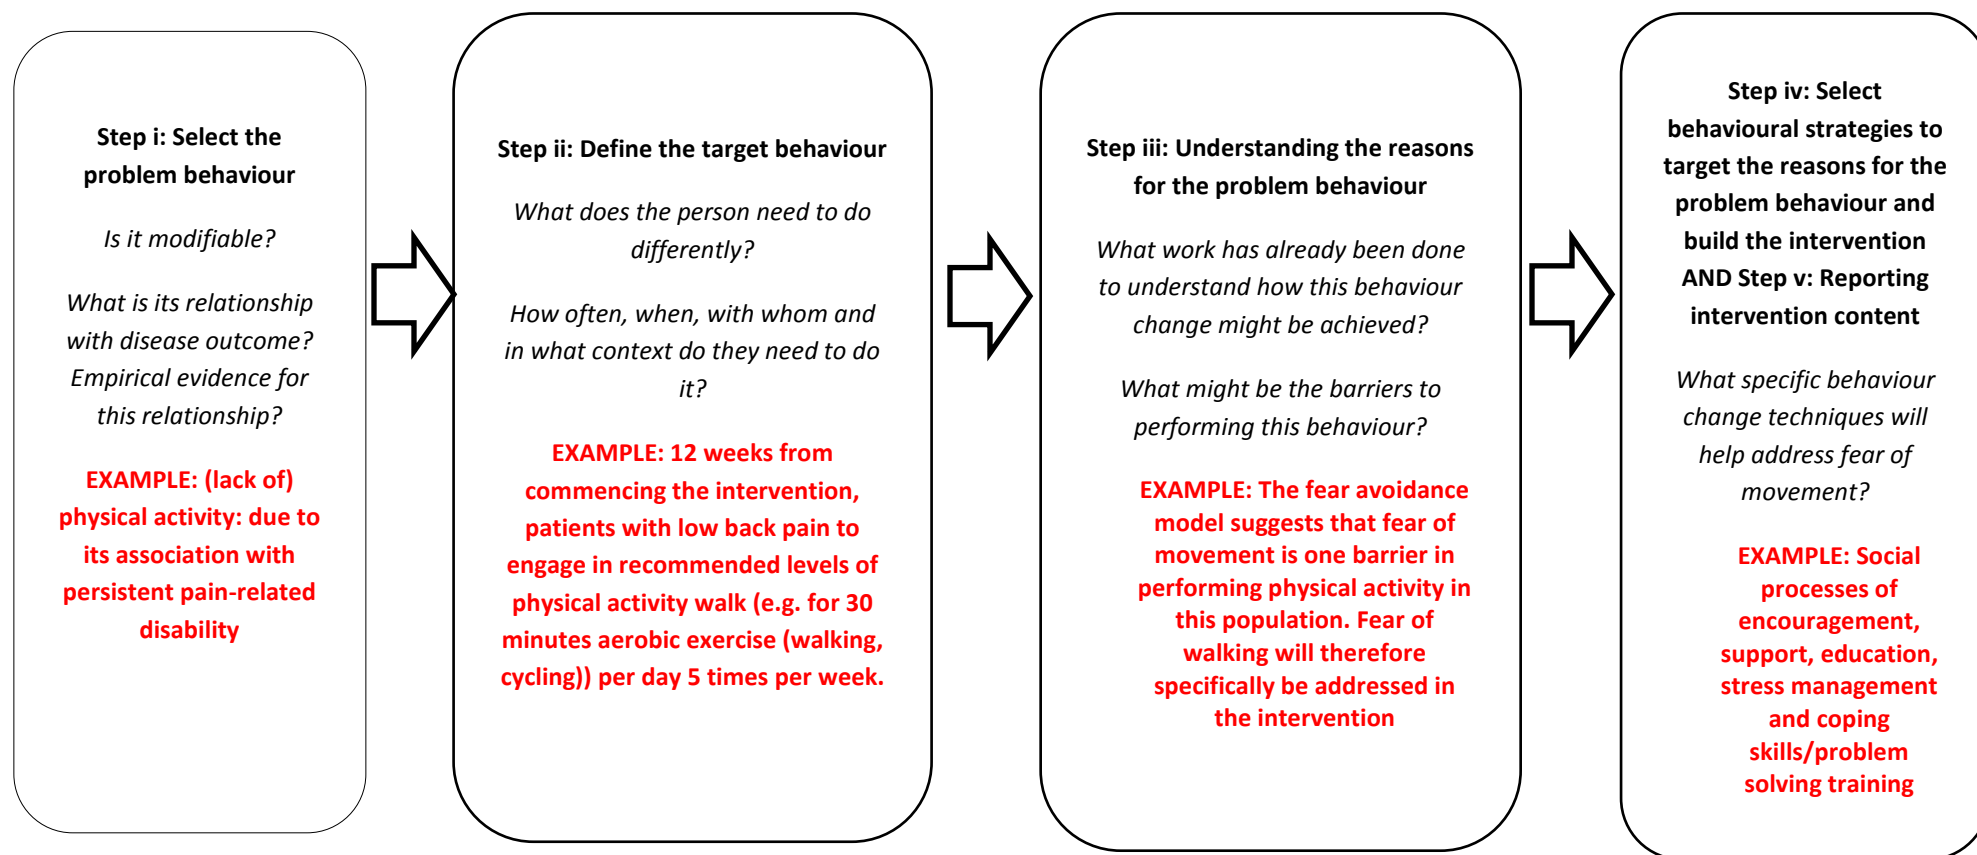 Step i: Select the
problem behaviour
Is it modifiable?
What is its relationship
with disease outcome?
Empirical evidence for
this relationship?
EXAMPLE: (lack of)
physical activity: due to
its association with
persistent pain-related
disability
Step ii: Define the target behaviour
What does the person need to do
differently?
How often, when, with whom and
in what context do they need to do
it?
EXAMPLE: 12 weeks from
commencing the intervention,
patients with low back pain to
engage in recommended levels of
physical activity walk (e.g. for 30
minutes aerobic exercise (walking,
cycling)) per day 5 times per week.
Step iii: Understanding the reasons
for the problem behaviour
What work has already been done
to understand how this behaviour
change might be achieved?
What might be the barriers to
performing this behaviour?
EXAMPLE: The fear avoidance
model suggests that fear of
movement is one barrier in
performing physical activity in
this population. Fear of
walking will therefore
specifically be addressed in
the intervention
Step iv: Select
behavioural strategies to
target the reasons for the
problem behaviour and
build the intervention
AND Step v: Reporting
intervention content
What specific behaviour
change techniques will
help address fear of
movement?
EXAMPLE: Social
processes of
encouragement,
support, education,
stress management
and coping
skills/problem
solving training